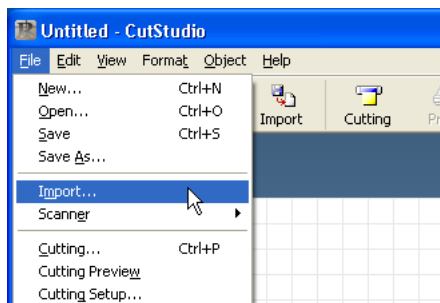 Untitled - CutStudio
File Edit View Format Object Help
New... Ctrl+N
Open... Ctrl+O
Save Ctrl+S
Save As...
Import...
Scanner
Cutting... Ctrl+P
Cutting Preview
Cutting Setup...
Import Cutting